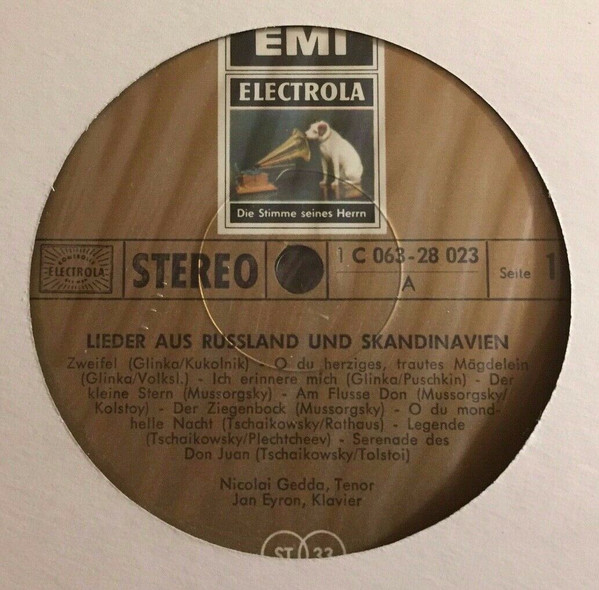 EMI
ELECTROLA
Die Stimme seines Herrn
ELECTROLA
STEREO
1 C 063-28 023
A
Seite 1
LIEDER AUS RUSSLAND UND SKANDINAVIEN
Zweifel (Glinka/Kukolnik) - O du herziges, trautes Mägdelein
(Glinka/Volksl.) - Ich erinnere mich (Glinka/Puschkin) - Der
kleine Stern (Mussorgsky) - Am Flusse Don (Mussorgsky/
Kolstoy) - Der Ziegenbock (Mussorgsky) - O du mond-
helle Nacht (Tschaikowsky/Rathaus) - Legende
(Tschaikowsky/Plechtcheev) - Serenade des
Don Juan (Tschaikowsky/Tolstoi)
Nicolai Gedda, Tenor
Jan Eyron, Klavier
ST 33